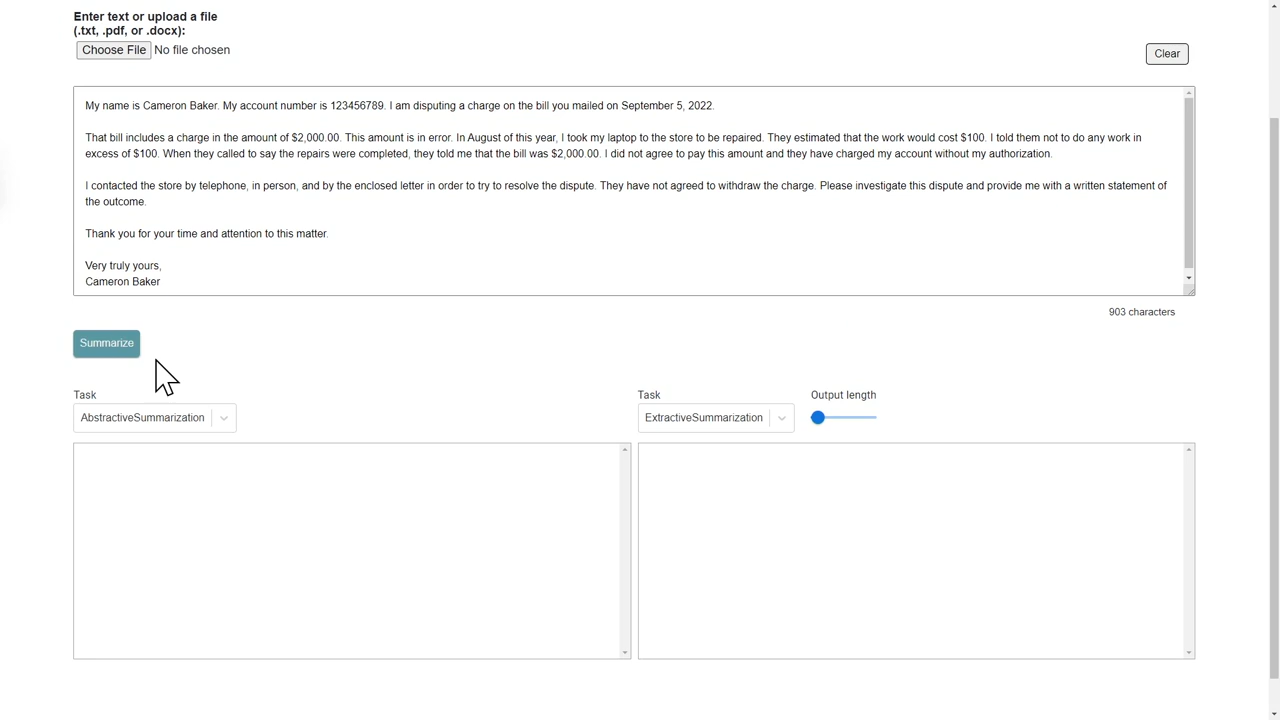 Enter text or upload a file
(.txt, .pdf, or .docx):
Choose File No file chosen
Clear
My name is Cameron Baker. My account number is 123456789. I am disputing a charge on the bill you mailed on September 5, 2022.
That bill includes a charge in the amount of $2,000.00. This amount is in error. In August of this year, I took my laptop to the store to be repaired. They estimated that the work would cost $100. I told them not to do any work in
excess of $100. When they called to say the repairs were completed, they told me that the bill was $2,000.00. I did not agree to pay this amount and they have charged my account without my authorization.
I contacted the store by telephone, in person, and by the enclosed letter in order to try to resolve the dispute. They have not agreed to withdraw the charge. Please investigate this dispute and provide me with a written statement of
the outcome.
Thank you for your time and attention to this matter.
Very truly yours,
Cameron Baker
903 characters
Summarize
Task
Task
Output length
AbstractiveSummarization
ExtractiveSummarization